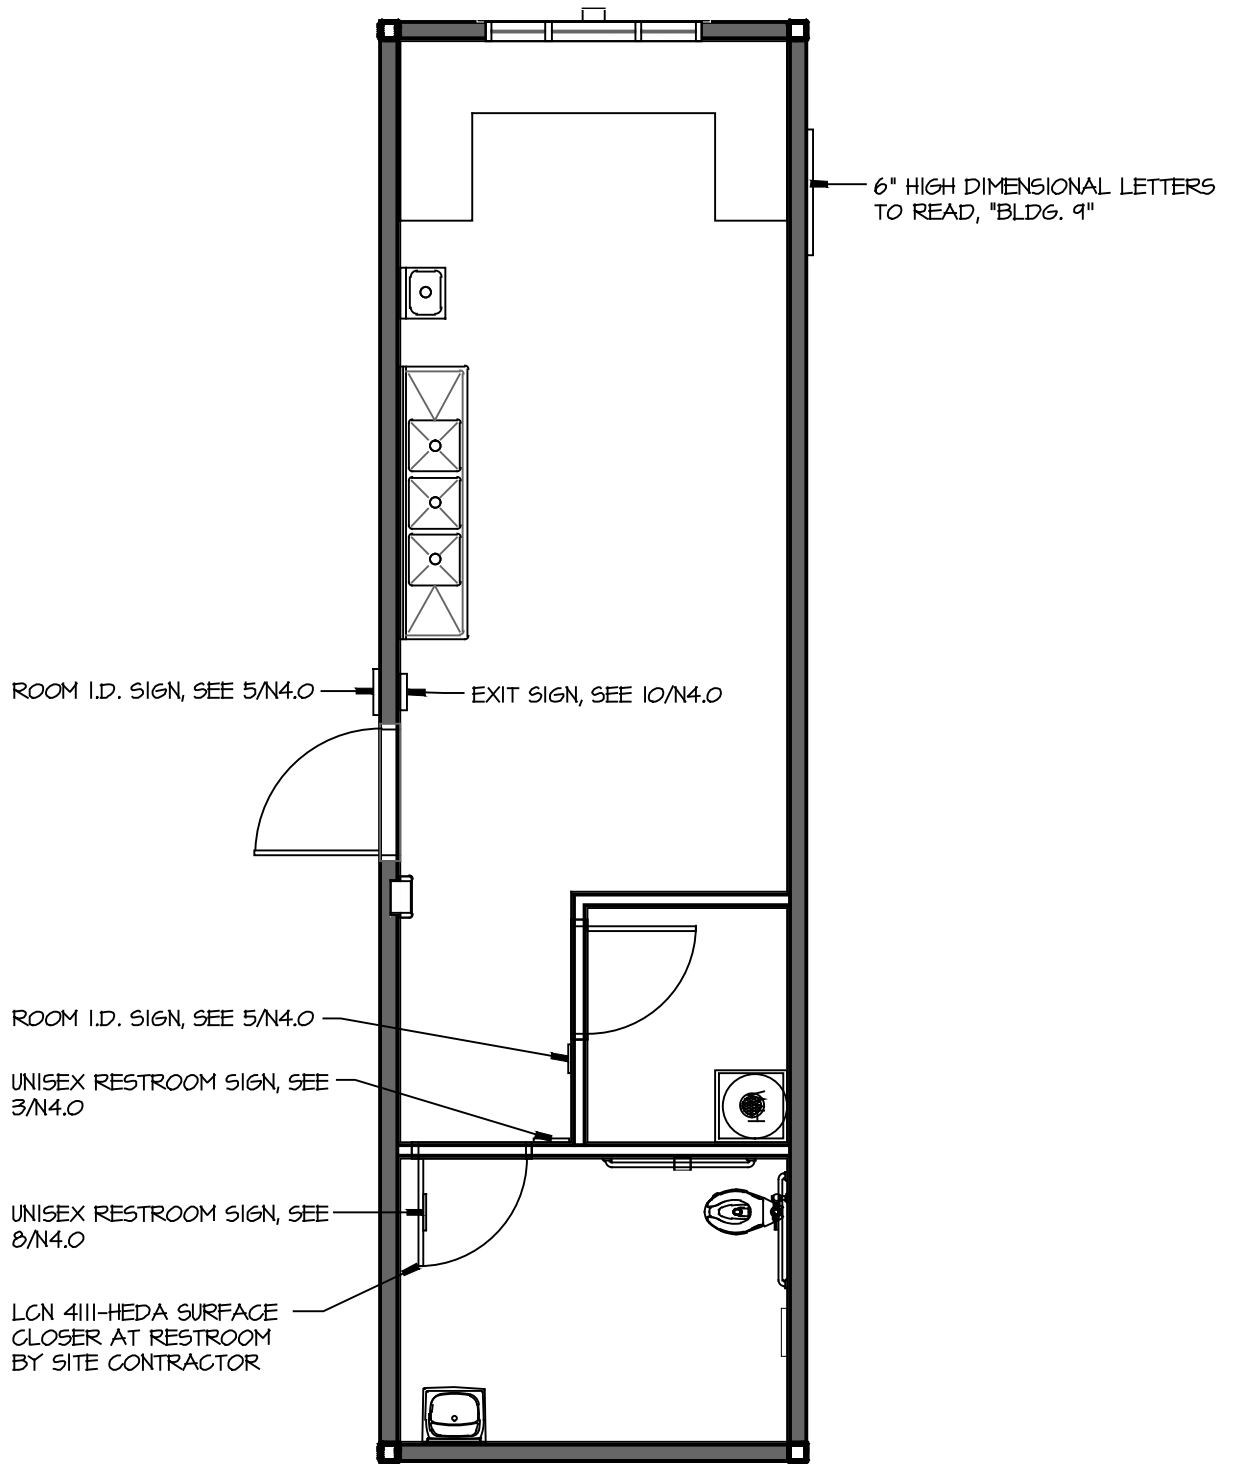 6" HIGH DIMENSIONAL LETTERS
TO READ, "BLDG. 9"
ROOM I.D. SIGN, SEE 5/N4.0
EXIT SIGN, SEE 10/N4.0
ROOM I.D. SIGN, SEE 5/N4.0
UNISEX RESTROOM SIGN, SEE
3/N4.0
WH
UNISEX RESTROOM SIGN, SEE
8/N4.0
LCN 4111-HEDA SURFACE
CLOSER AT RESTROOM
BY SITE CONTRACTOR